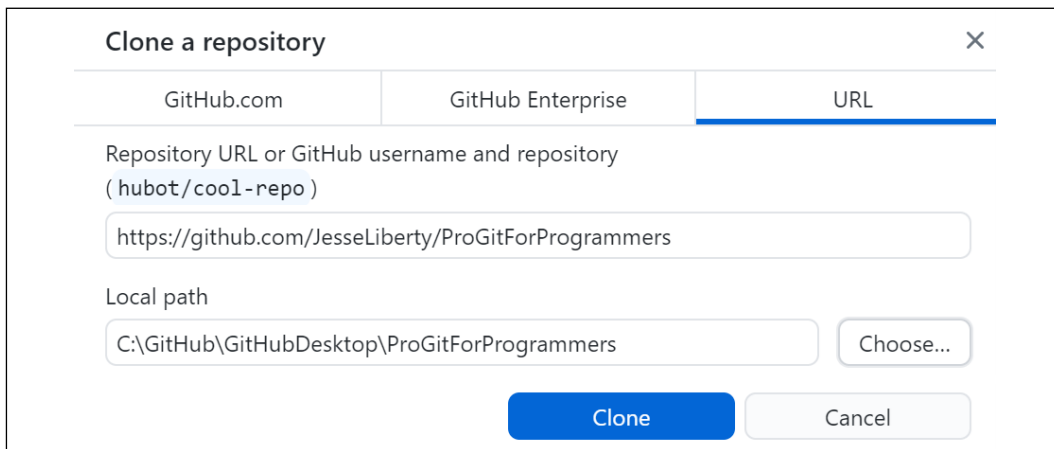 Clone a repository
GitHub.com GitHub Enterprise URL
Repository URL or GitHub username and repository
(hubot/cool-repo)
https://github.com/JesseLiberty/ProGitForProgrammers
Local path
C:\GitHub\GitHubDesktop\ProGitForProgrammers Choose...
Clone Cancel